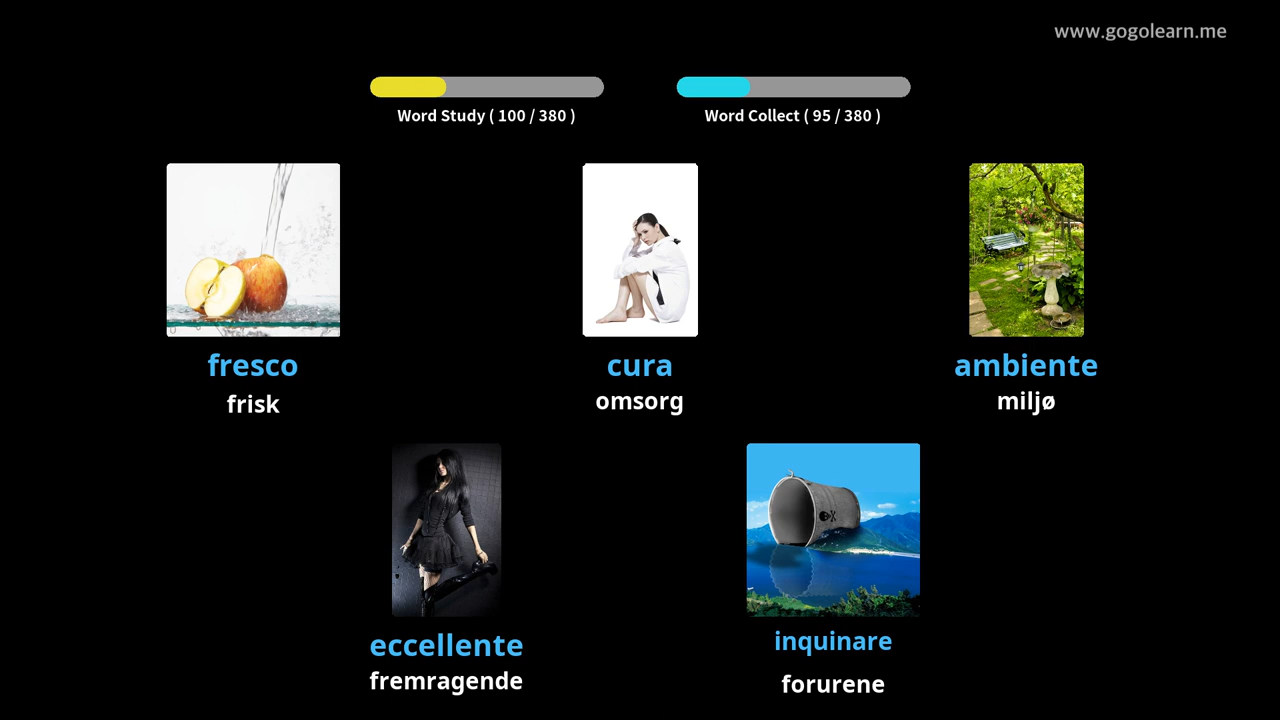 www.gogolearn.me
Word Study ( 100 / 380 )
Word Collect ( 95 / 380 )
fresco
frisk
cura
omsorg
ambiente
miljø
eccellente
fremragende
inquinare
forurene